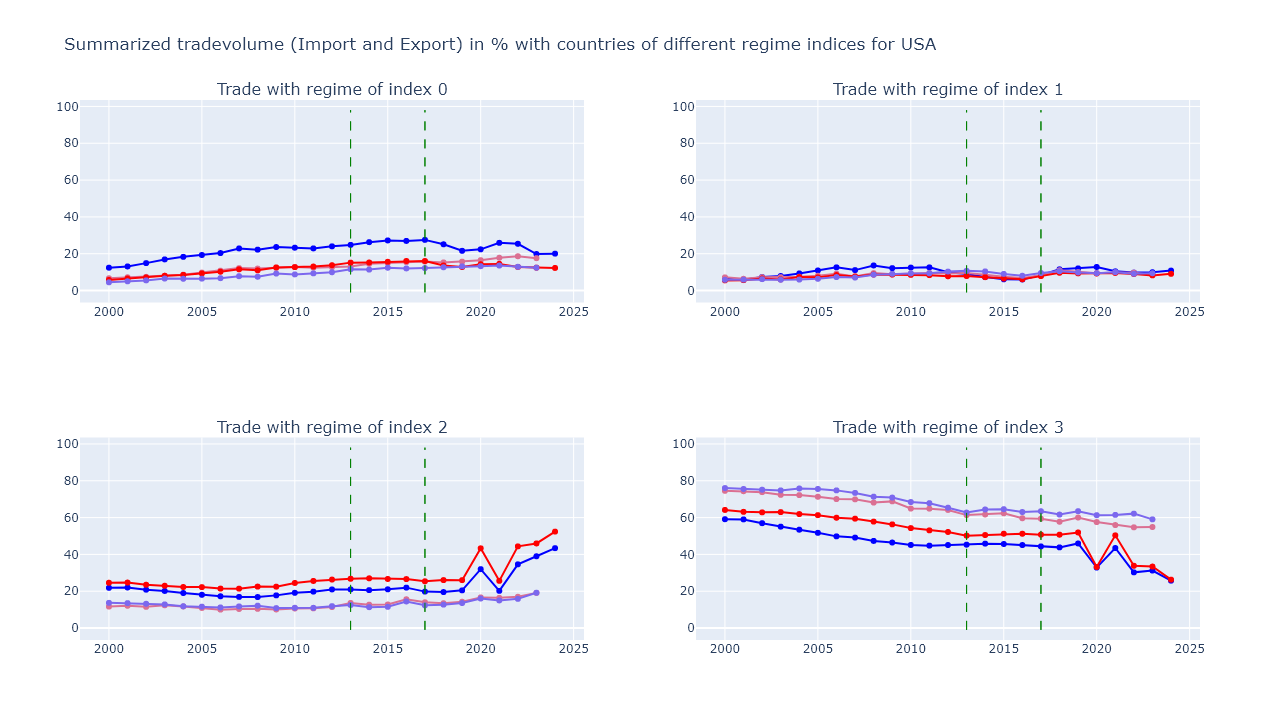 Summarized tradevolume (Import and Export) in % with countries of different regime indices for USA
Trade with regime of index 0
100
80
60
40
20
0
2000 2005 2010 2015 2020 2025
Trade with regime of index 1
100
80
60
40
20
0
2000 2005 2010 2015 2020 2025
Trade with regime of index 2
100
80
60
40
20
0
2000 2005 2010 2015 2020 2025
Trade with regime of index 3
100
80
60
40
20
0
2000 2005 2010 2015 2020 2025